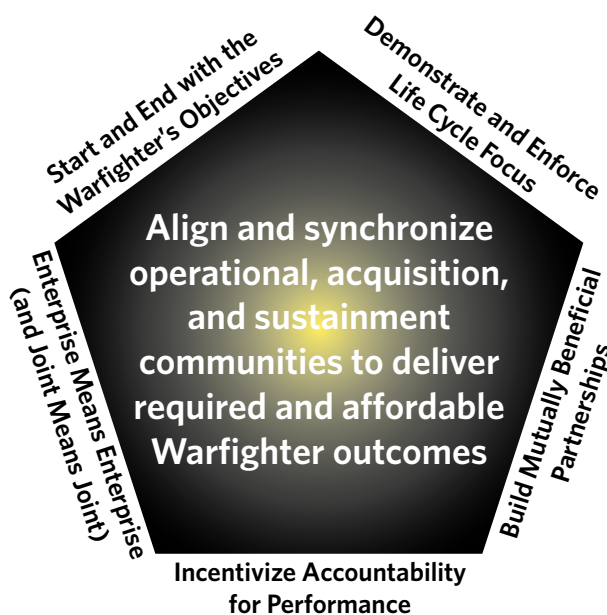 Start and End with the
Warfighter's Objectives
Demonstrate and Enforce
Life Cycle Focus
Align and synchronize
operational, acquisition,
and sustainment
communities to deliver
required and affordable
Warfighter outcomes
Enterprise Means Enterprise
(and Joint Means Joint)
Build Mutually Beneficial
Partnerships
Incentivize Accountability
for Performance